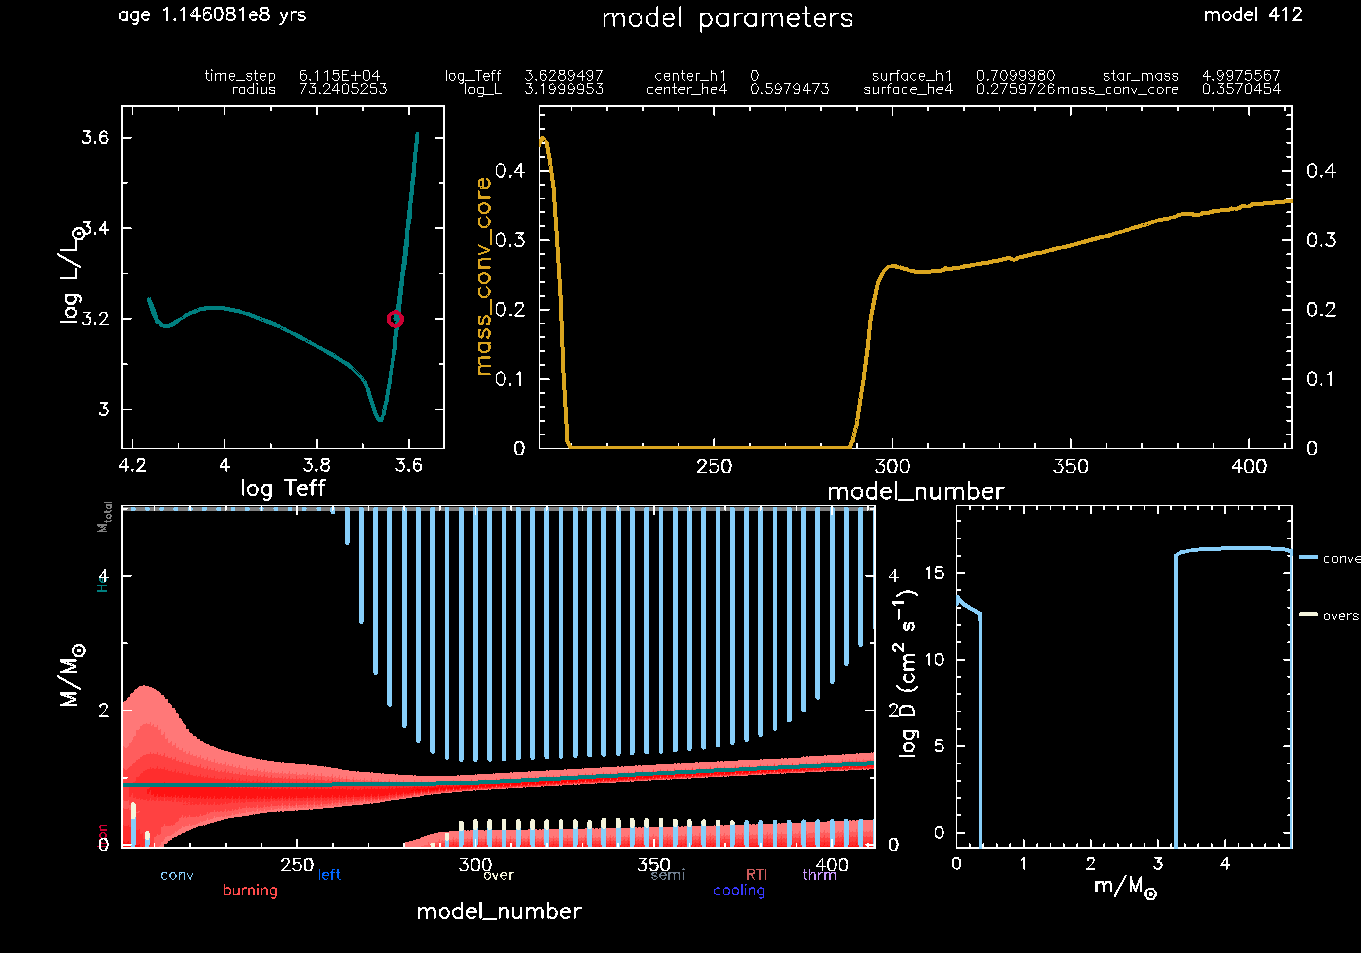 age 1.146081e8 yrs model parameters model 412
time_step 6.115E+04 log_Teff 3.6289497 center_h1 0 surface_h1 0.7099980 star_mass 4.9975567
radius 73.2405253 log_L 3.1999953 center_he4 0.5979473 surface_he4 0.2759726 mass_conv_core 0.3570454
log L/L⊙
3.6
3.4
3.2
3
4.2 4 3.8 3.6
log Teff
mass_conv_core
0.4 0.4
0.3 0.3
0.2 0.2
0.1 0.1
0 0
250 300 350 400
model_number
M/M⊙
Mtotal
He
4 4
2 2
0 0
250 300 350 400
conv left over semi RTI thrm
burning cooling
model_number
log D (cm² s⁻¹)
15
10
5
0
0 1 2 3 4
m/M⊙
conve
overs